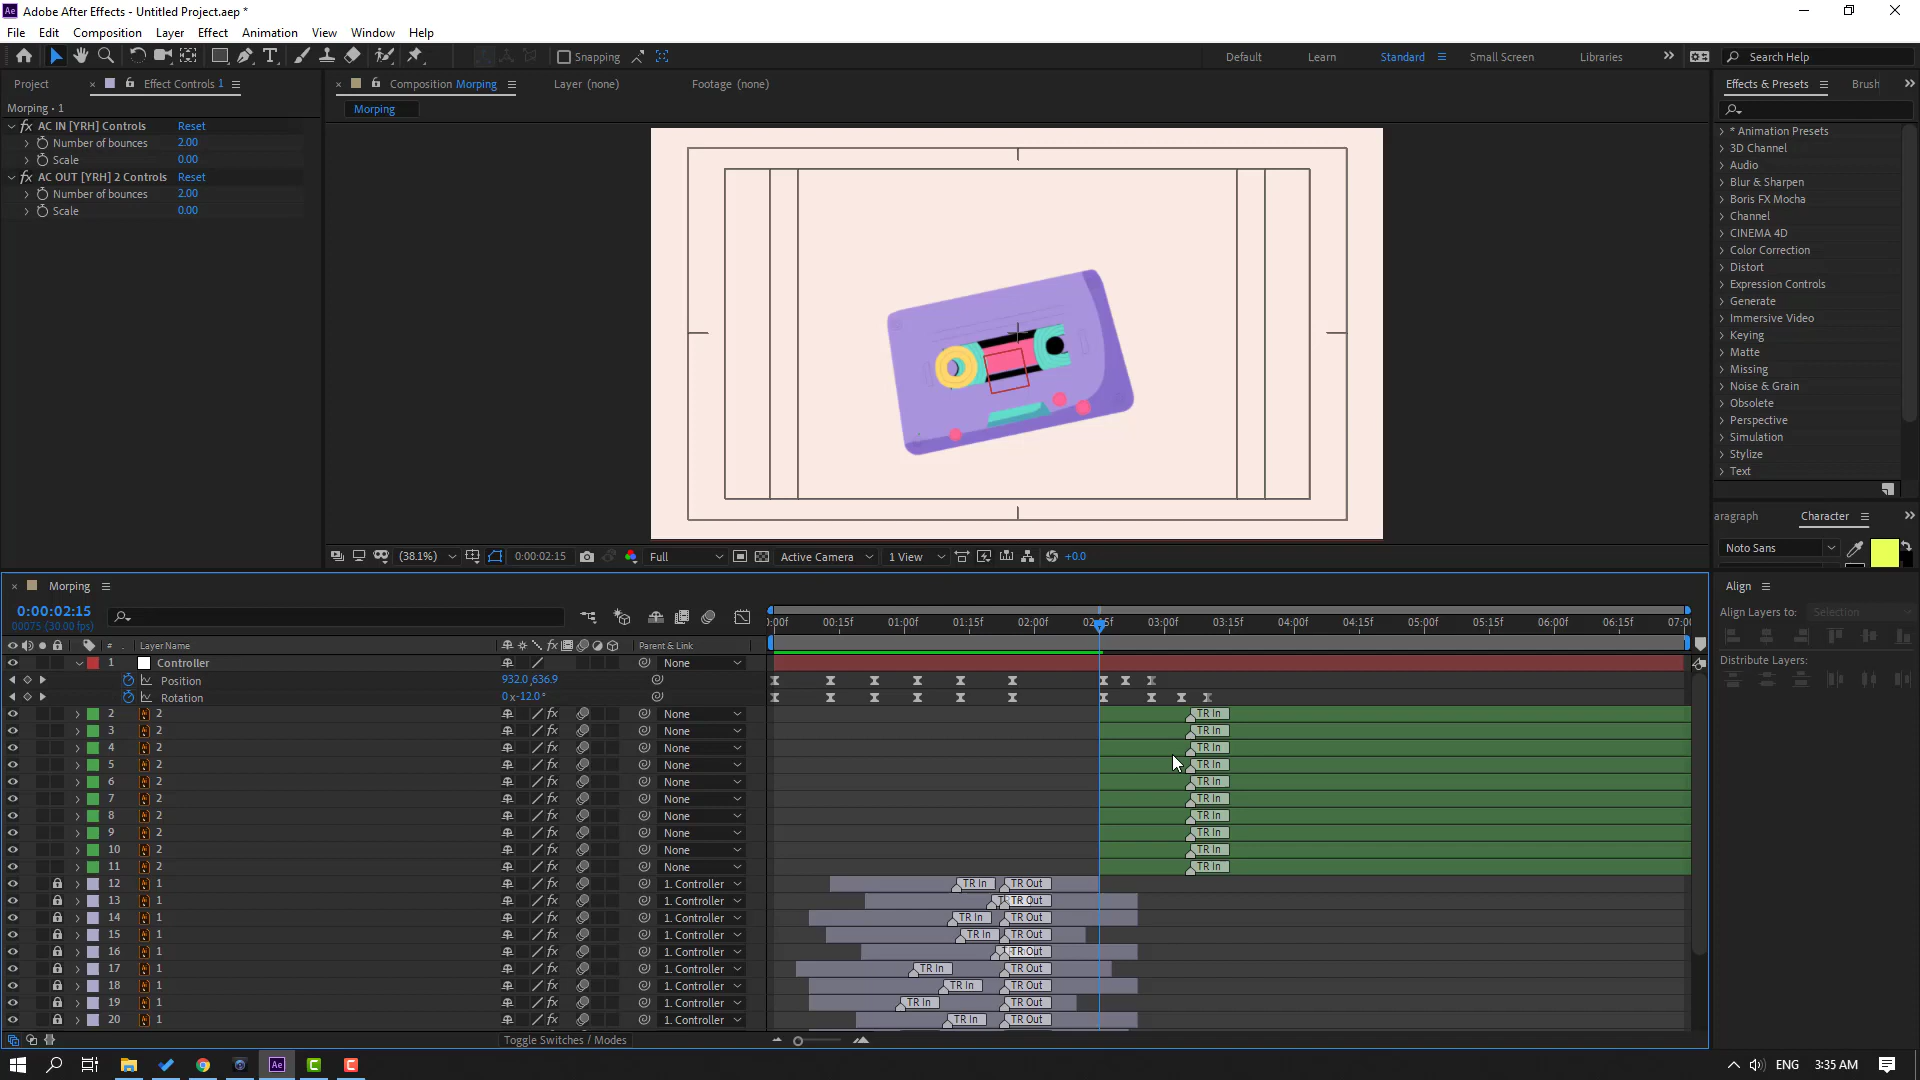 Adobe After Effects - Untitled Project.aep *
File Edit Composition Layer Effect Animation View Window Help
Snapping
Default Learn Standard Small Screen Libraries Search Help
Project Effect Controls 1
Composition Morping Layer (none) Footage (none)
Effects & Presets Brush
Morping • 1
Morping
AC IN [YRH] Controls Reset
Number of bounces 2.00
Scale 0.00
AC OUT [YRH] 2 Controls Reset
Number of bounces 2.00
Scale 0.00
* Animation Presets
3D Channel
Audio
Blur & Sharpen
Boris FX Mocha
Channel
CINEMA 4D
Color Correction
Distort
Expression Controls
Generate
Immersive Video
Keying
Matte
Missing
Noise & Grain
Obsolete
Perspective
Simulation
Stylize
Text
aragraph Character
Noto Sans
(38.1%) 0:00:02:15 Full Active Camera 1 View +0.0
Morping
Align
Align Layers to: Selection
Distribute Layers:
0:00:02:15
00075 (30.00 fps)
0:00f 00:15f 01:00f 01:15f 02:00f 03:00f 03:15f 04:00f 04:15f 05:00f 05:15f 06:00f 06:15f 07:00
# . Layer Name Parent & Link
1 Controller None
Position 932.0,636.9
Rotation 0x-12.0°
2 2 None TR In
3 2 None TR In
4 2 None TR In
5 2 None TR In
6 2 None TR In
7 2 None TR In
8 2 None TR In
9 2 None TR In
10 2 None TR In
11 2 None TR In
12 1 1. Controller TR In TR Out
13 1 1. Controller TR Out
14 1 1. Controller TR In TR Out
15 1 1. Controller TR In TR Out
16 1 1. Controller TR Out
17 1 1. Controller TR In TR Out
18 1 1. Controller TR In TR Out
19 1 1. Controller TR In TR Out
20 1 1. Controller TR In TR Out
Toggle Switches / Modes
Ae ENG 3:35 AM